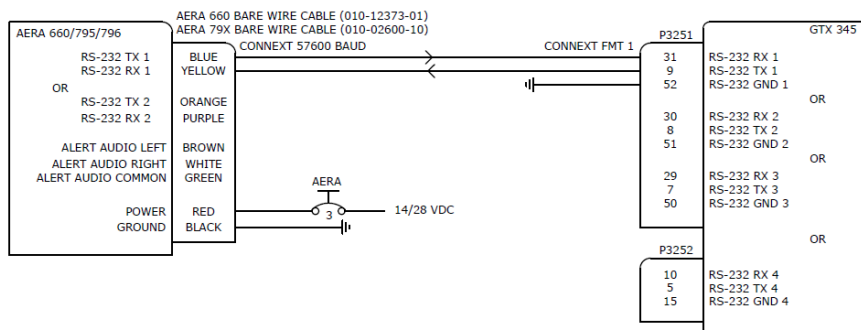 AERA 660 BARE WIRE CABLE (010-12373-01)
AERA 79X BARE WIRE CABLE (010-02600-10)
AERA 660/795/796
CONNEXT 57600 BAUD
CONNEXT FMT 1
P3251
GTX 345
RS-232 TX 1 BLUE
RS-232 RX 1 YELLOW
OR
RS-232 TX 2 ORANGE
RS-232 RX 2 PURPLE
ALERT AUDIO LEFT BROWN
ALERT AUDIO RIGHT WHITE
ALERT AUDIO COMMON GREEN
POWER RED
GROUND BLACK
AERA
3
14/28 VDC
31 RS-232 RX 1
9 RS-232 TX 1
52 RS-232 GND 1
OR
30 RS-232 RX 2
8 RS-232 TX 2
51 RS-232 GND 2
OR
29 RS-232 RX 3
7 RS-232 TX 3
50 RS-232 GND 3
OR
P3252
10 RS-232 RX 4
5 RS-232 TX 4
15 RS-232 GND 4